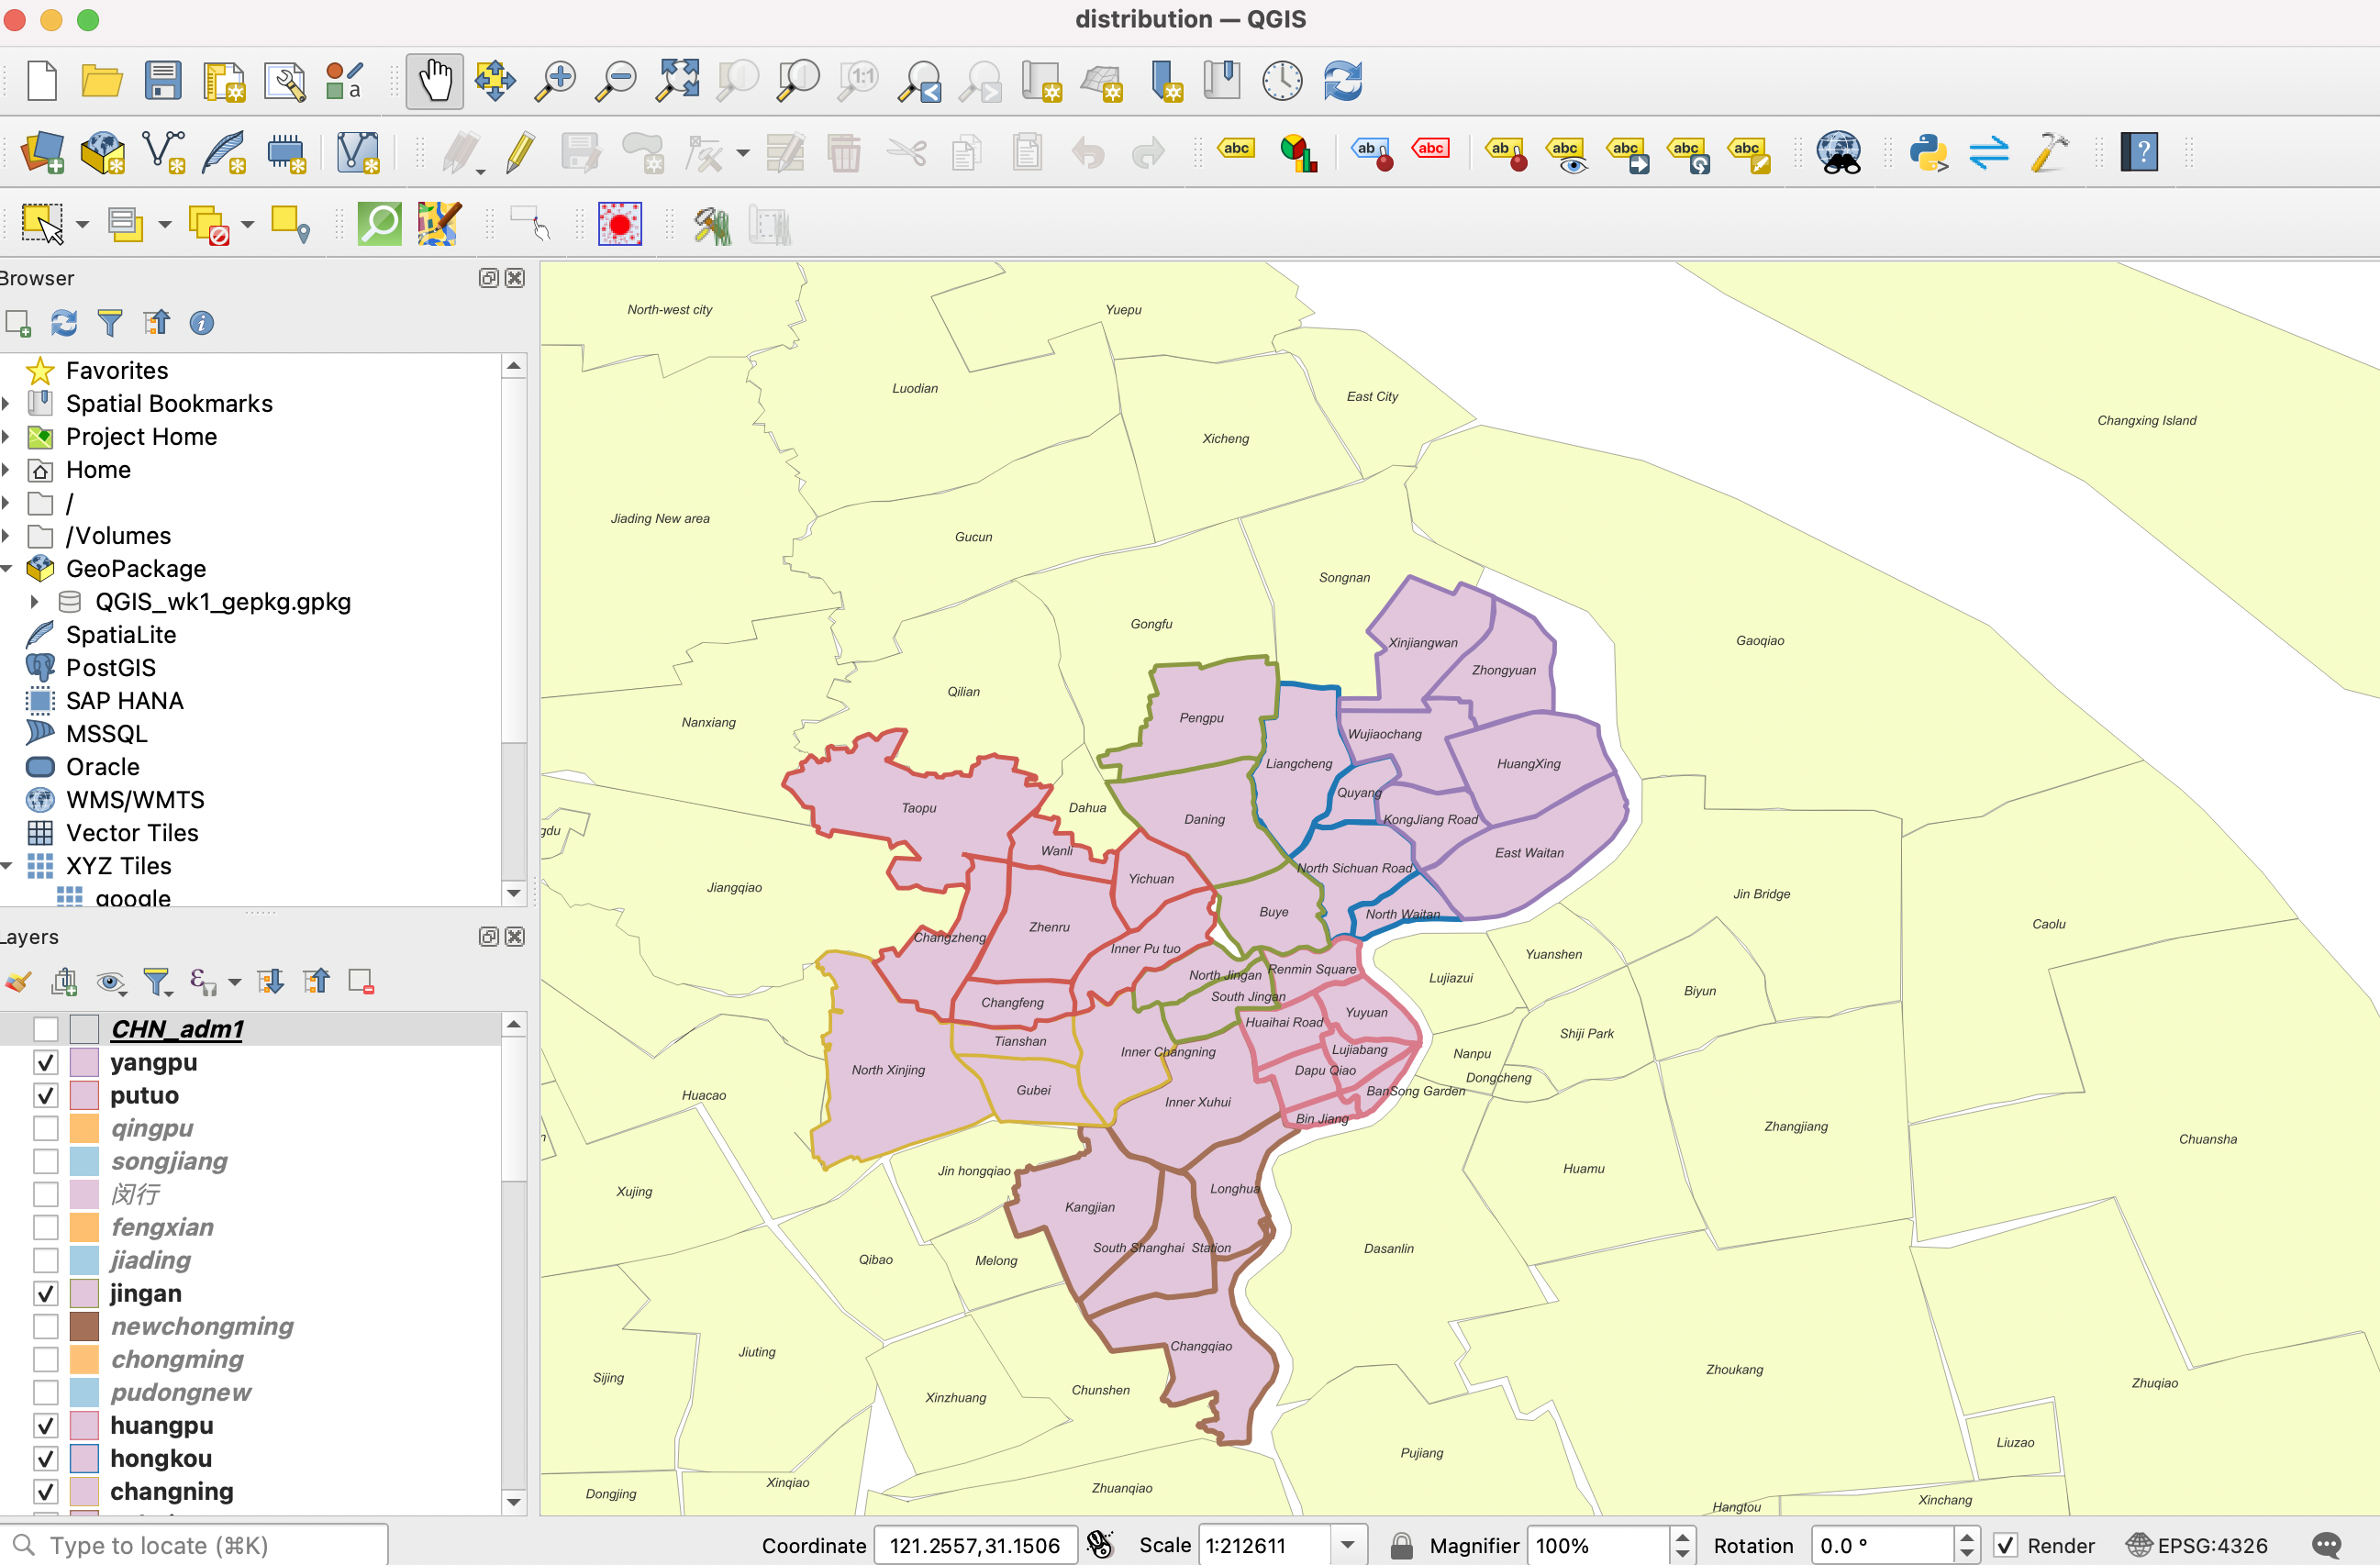 distribution — QGIS
a
1:1
abc
ab
abc
ab
abc
abc
abc
abc
?
Browser
Favorites
Spatial Bookmarks
Project Home
Home
/
/Volumes
GeoPackage
QGIS_wk1_gepkg.gpkg
SpatiaLite
PostGIS
SAP HANA
MSSQL
Oracle
WMS/WMTS
Vector Tiles
XYZ Tiles
google
Layers
CHN_adm1
yangpu
putuo
qingpu
songjiang
闵行
fengxian
jiading
jingan
newchongming
chongming
pudongnew
huangpu
hongkou
changning
North-west city
Yuepu
Luodian
East City
Changxing Island
Xicheng
Jiading New area
Gucun
Songnan
Gongfu
Xinjiangwan
Gaoqiao
Zhongyuan
Qilian
Nanxiang
Pengpu
Wujiaochang
Liangcheng
HuangXing
Quyang
Taopu
Dahua
Daning
KongJiang Road
gdu
Wanli
East Waitan
North Sichuan Road
Yichuan
Jiangqiao
Jin Bridge
Buye
North Waitan
Zhenru
Caolu
Changzheng
Inner Pu tuo
Yuanshen
Renmin Square
North Jingan
Lujiazui
Biyun
South Jingan
Changfeng
Yuyuan
Huaihai Road
Shiji Park
Tianshan
Inner Changning
Lujiabang
Nanpu
North Xinjing
Dapu Qiao
Dongcheng
Gubei
BanSong Garden
Huacao
Inner Xuhui
Bin Jiang
Zhangjiang
Chuansha
Jin hongqiao
Huamu
Xujing
Longhua
Kangjian
South Shanghai Station
Dasanlin
Qibao
Melong
Changqiao
Jiuting
Zhoukang
Sijing
Chunshen
Zhuqiao
Xinzhuang
Liuzao
Pujiang
Xinqiao
Zhuanqiao
Dongjing
Xinchang
Hangtou
Type to locate (⌘K)
Coordinate
121.2557,31.1506
Scale
1:212611
Magnifier
100%
Rotation
0.0 °
Render
EPSG:4326